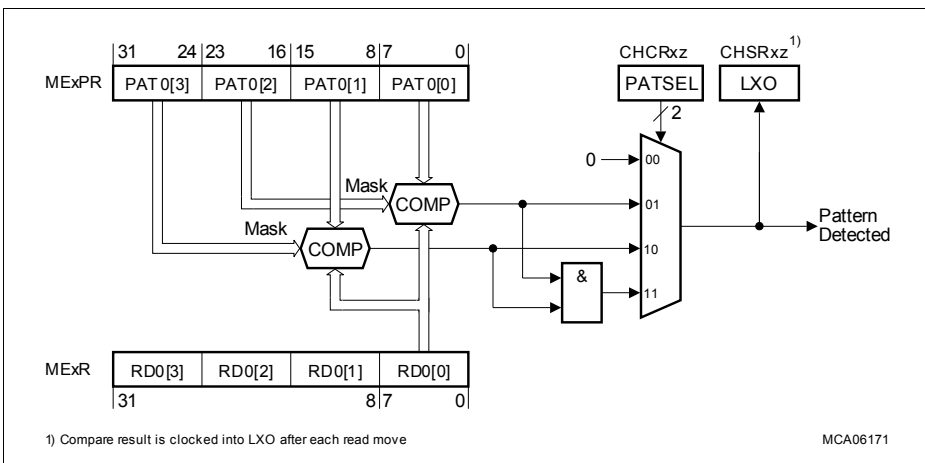 CHCRxz CHSRxz 1)
31 24 23 16 15 8 7 0
MExPR PAT0[3] PAT0[2] PAT0[1] PAT0[0] PATSEL LXO
2
0 00
Mask
COMP 01
Pattern
Detected
Mask
COMP 10
&
11
MExR RD0[3] RD0[2] RD0[1] RD0[0]
31 8 7 0
1) Compare result is clocked into LXO after each read move MCA06171